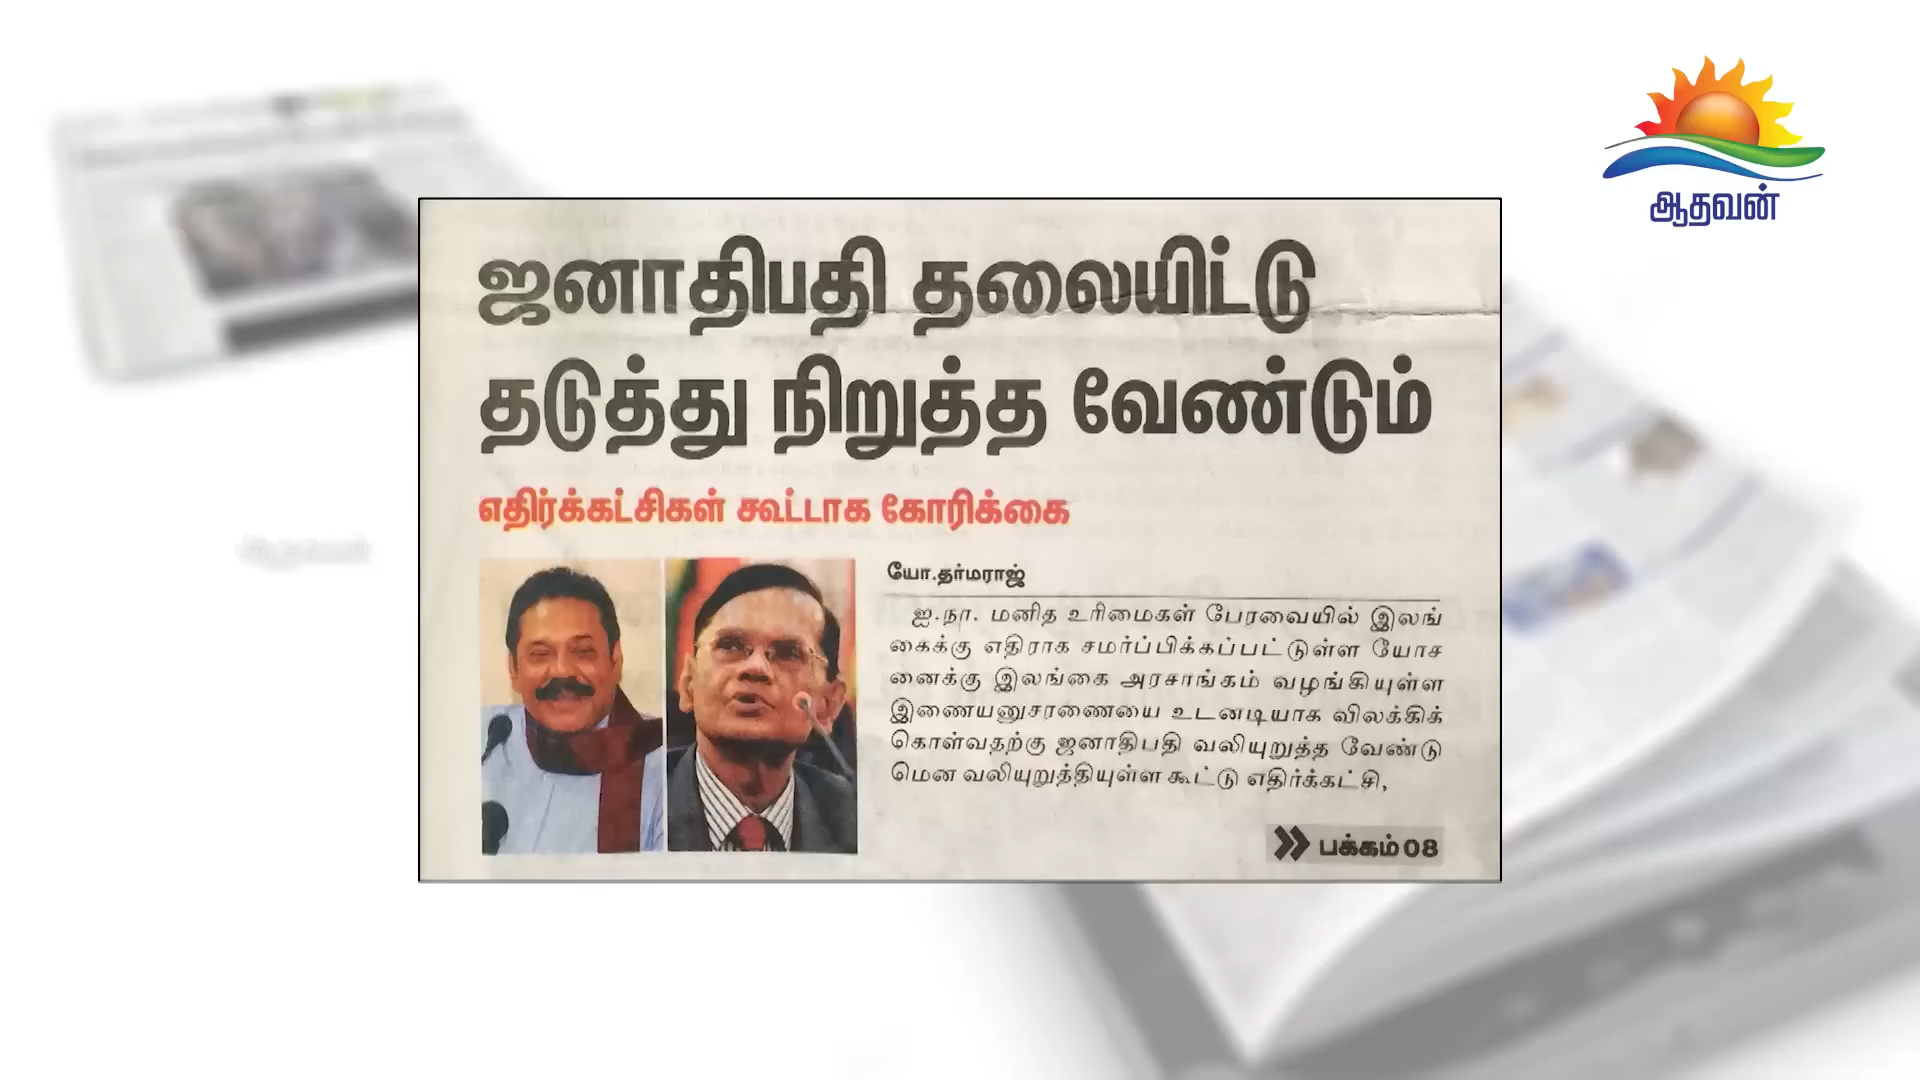 ஆதவன்
ஜனாதிபதி தலையிட்டு
தடுத்து நிறுத்த வேண்டும்
எதிர்க்கட்சிகள் கூட்டாக கோரிக்கை
யோ.தர்மராஜ்
ஐ.நா. மனித உரிமைகள் பேரவையில் இலங்
கைக்கு எதிராக சமர்ப்பிக்கப்பட்டுள்ள யோச
னைக்கு இலங்கை அரசாங்கம் வழங்கியுள்ள
இணையனுசரணையை உடனடியாக விலக்கிக்
கொள்வதற்கு ஜனாதிபதி வலியுறுத்த வேண்டு
மென வலியுறுத்தியுள்ள கூட்டு எதிர்க்கட்சி,
பக்கம் 08